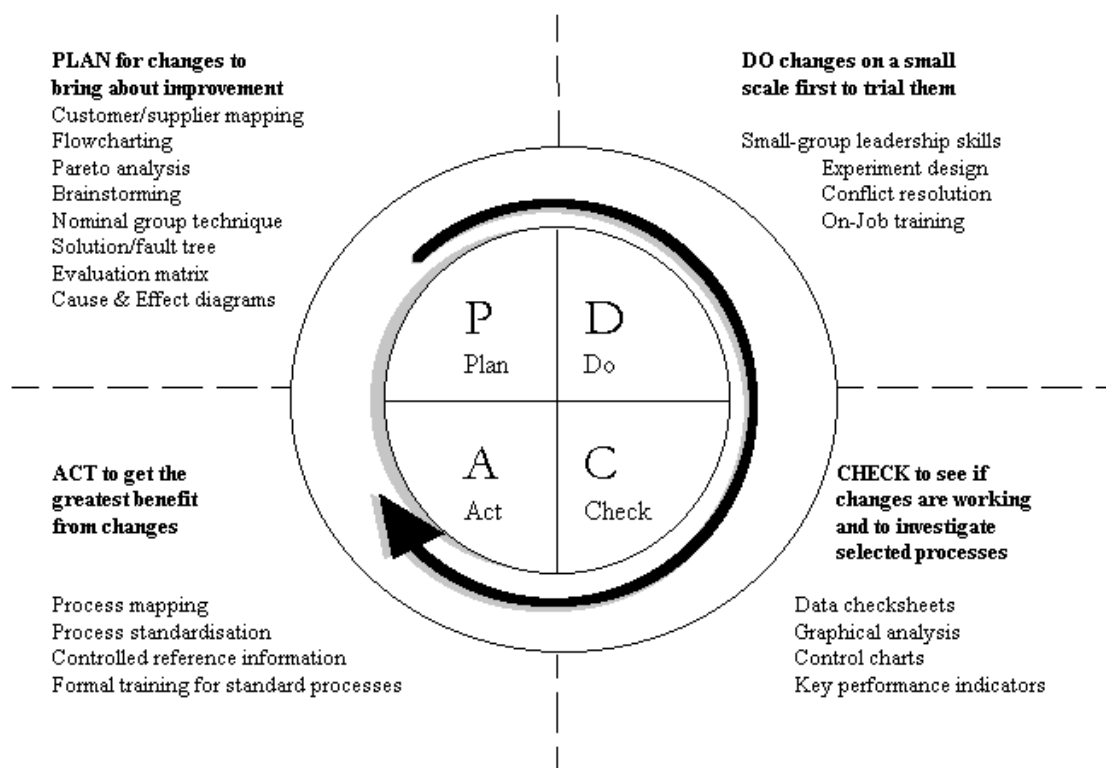 PLAN for changes to
bring about improvement
Customer/supplier mapping
Flowcharting
Pareto analysis
Brainstorming
Nominal group technique
Solution/fault tree
Evaluation matrix
Cause & Effect diagrams
DO changes on a small
scale first to trial them
Small-group leadership skills
Experiment design
Conflict resolution
On-Job training
P
Plan
D
Do
A
Act
C
Check
ACT to get the
greatest benefit
from changes
Process mapping
Process standardisation
Controlled reference information
Formal training for standard processes
CHECK to see if
changes are working
and to investigate
selected processes
Data checksheets
Graphical analysis
Control charts
Key performance indicators